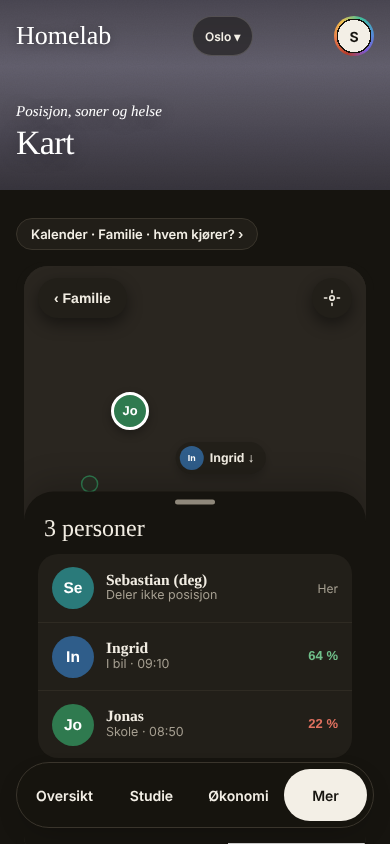 Homelab
Oslo ▾
S
Posisjon, soner og helse
Kart
Kalender · Familie · hvem kjører? ›
‹ Familie
Jo
In
Ingrid ↓
3 personer
Se
Sebastian (deg)
Deler ikke posisjon
Her
In
Ingrid
I bil · 09:10
64 %
Jo
Jonas
Skole · 08:50
22 %
Oversikt
Studie
Økonomi
Mer